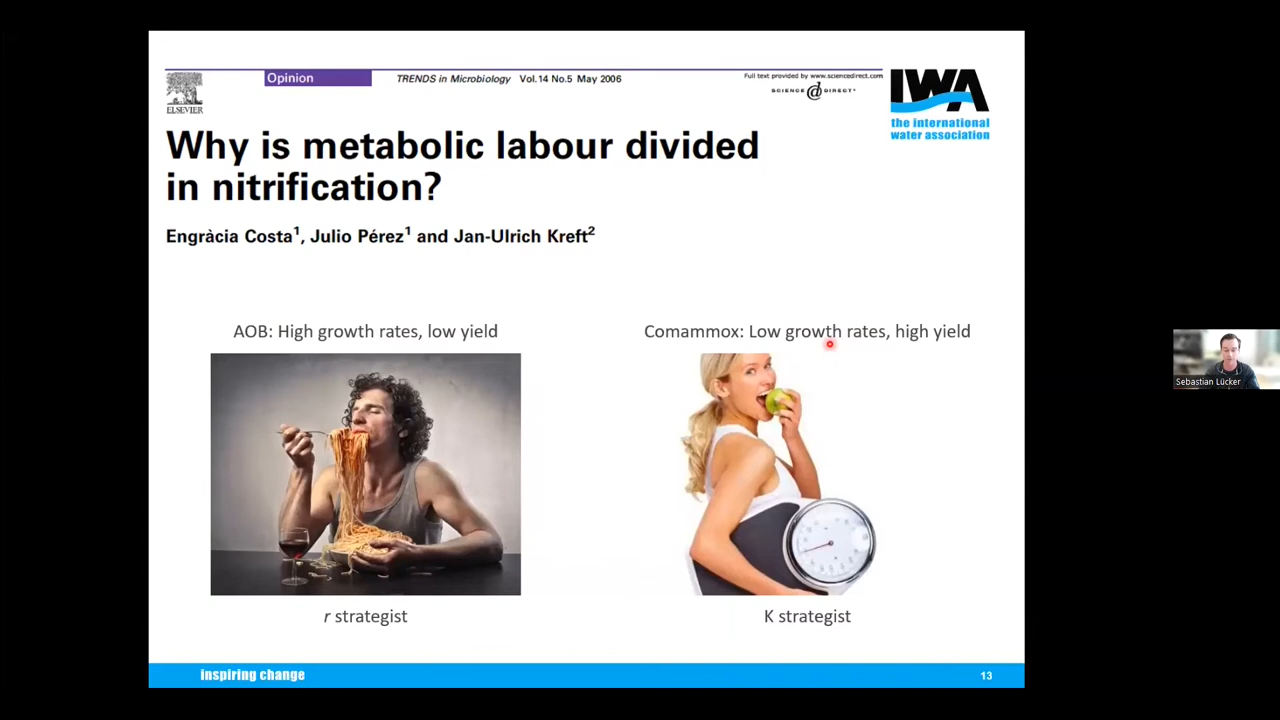 Opinion
TRENDS in Microbiology Vol.14 No.5 May 2006
Full text provided by www.sciencedirect.com
SCIENCE @ DIRECT®
ELSEVIER
IWA
the international
water association
Why is metabolic labour divided
in nitrification?
Engràcia Costa1, Julio Pérez1 and Jan-Ulrich Kreft2
AOB: High growth rates, low yield
Comammox: Low growth rates, high yield
r strategist
K strategist
Sebastian Lücker
inspiring change
13